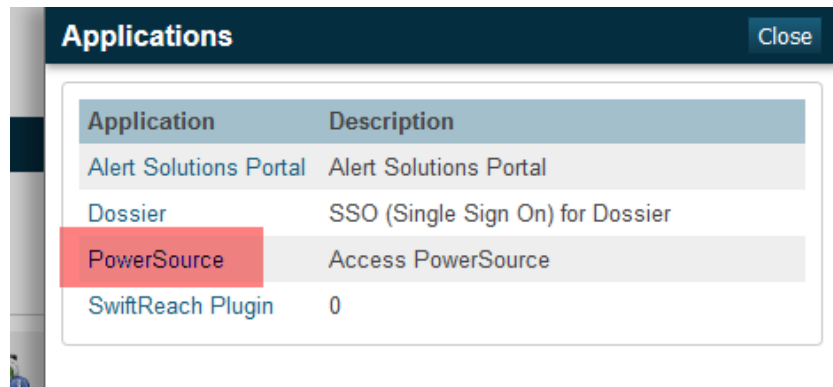 Applications Close
Application Description
Alert Solutions Portal Alert Solutions Portal
Dossier SSO (Single Sign On) for Dossier
PowerSource Access PowerSource
SwiftReach Plugin 0